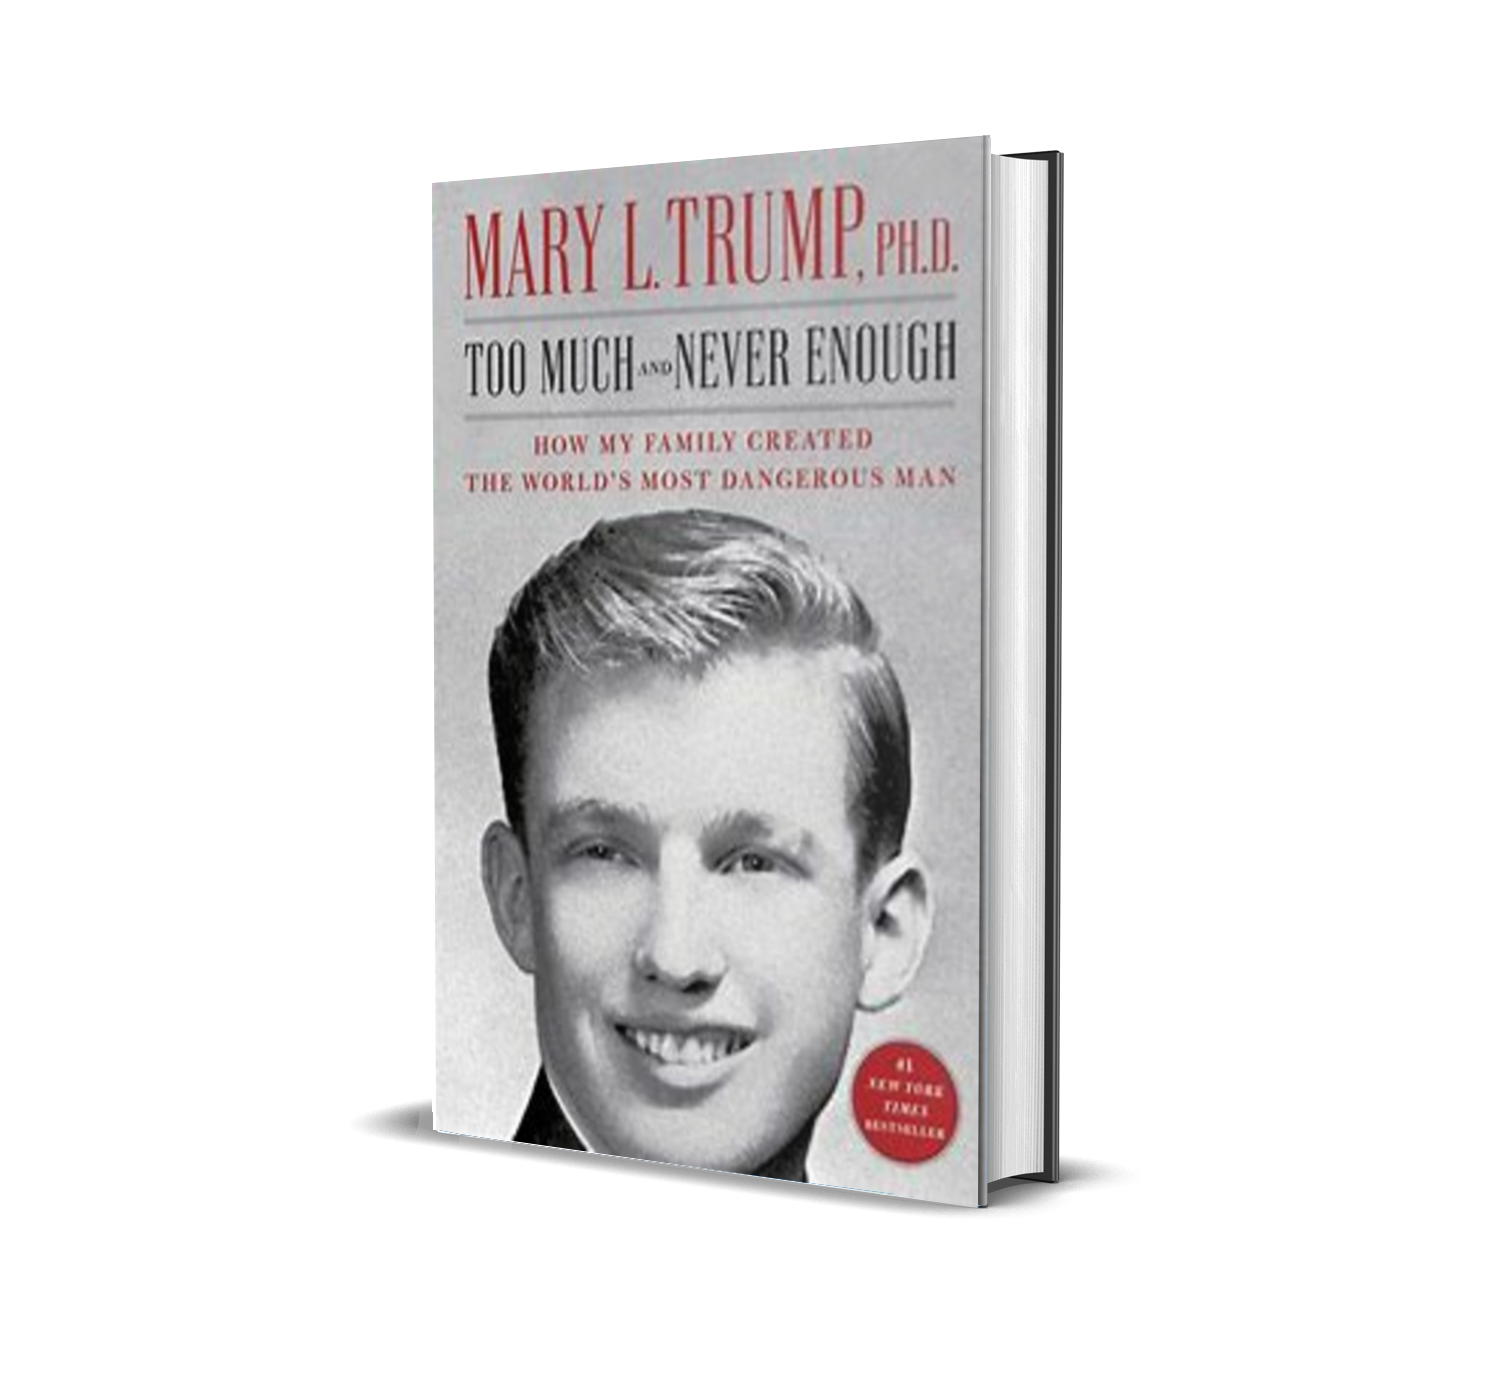 MARY L. TRUMP, PH.D.
TOO MUCH AND NEVER ENOUGH
HOW MY FAMILY CREATED
THE WORLD'S MOST DANGEROUS MAN
#1
NEW YORK
TIMES
BESTSELLER